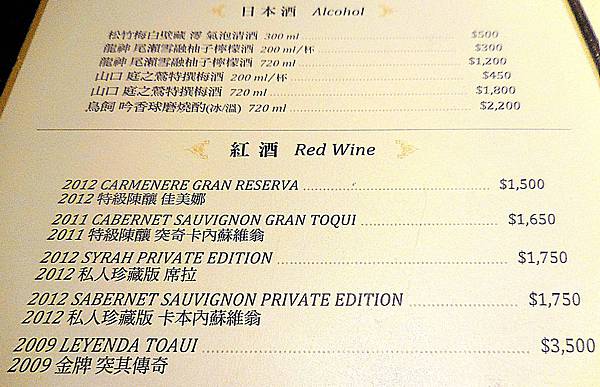 日本酒 Alcohol
松竹梅白壁藏 澪 氣泡清酒 300 ml $500
龍神 尾瀨雪融柚子檸檬酒 200 ml/杯 $300
龍神 尾瀨雪融柚子檸檬酒 720 ml $1,200
山口 庭之鶯特撰梅酒 200 ml/杯 $450
山口 庭之鶯特撰梅酒 720 ml $1,800
鳥飼 吟香球磨燒酌(冰/溫) 720 ml $2,200
紅酒 Red Wine
2012 CARMENERE GRAN RESERVA $1,500
2012 特級陳釀 佳美娜
2011 CABERNET SAUVIGNON GRAN TOQUI $1,650
2011 特級陳釀 突奇卡內蘇維翁
2012 SYRAH PRIVATE EDITION $1,750
2012 私人珍藏版 席拉
2012 SABERNET SAUVIGNON PRIVATE EDITION $1,750
2012 私人珍藏版 卡本內蘇維翁
2009 LEYENDA TOAUI $3,500
2009 金牌 突其傳奇